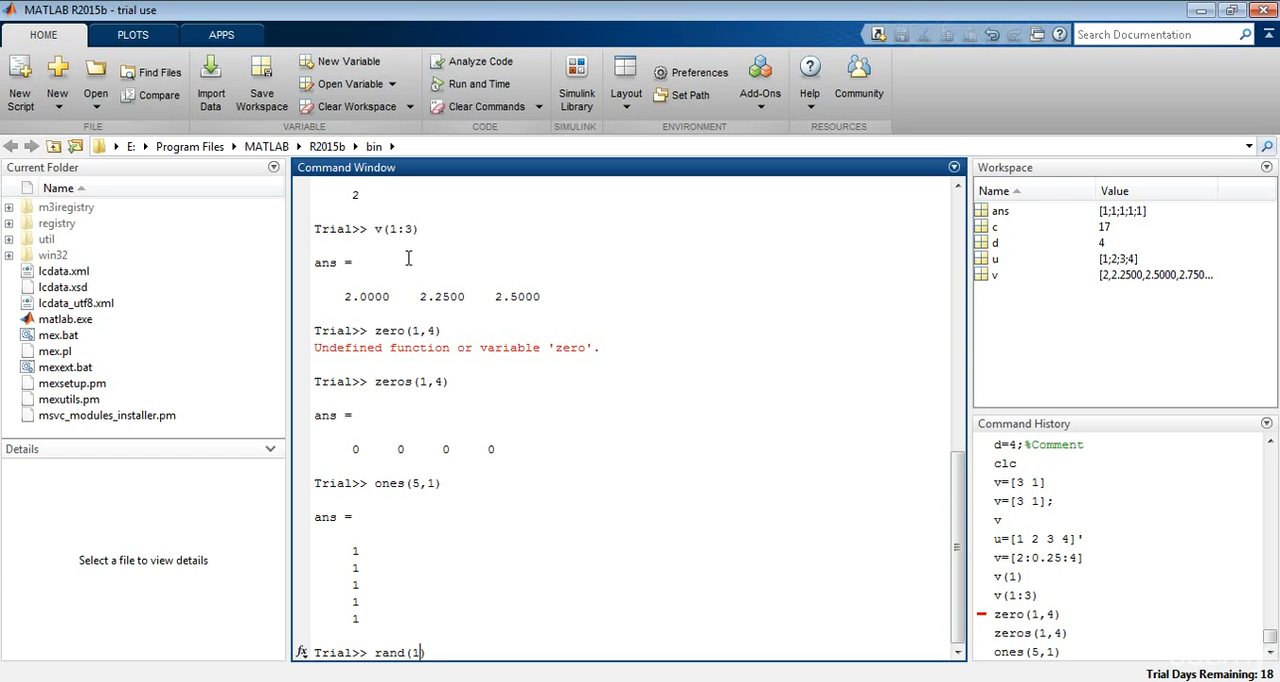 MATLAB R2015b - trial use
HOME PLOTS APPS
Search Documentation
New Script
New
Open
Find Files
Compare
FILE
Import Data
Save Workspace
New Variable
Open Variable
Clear Workspace
VARIABLE
Analyze Code
Run and Time
Clear Commands
CODE
Simulink Library
SIMULINK
Layout
Preferences
Set Path
Add-Ons
ENVIRONMENT
Help
Community
RESOURCES
E: Program Files MATLAB R2015b bin
Current Folder
Name
m3iregistry
registry
util
win32
lcdata.xml
lcdata.xsd
lcdata_utf8.xml
matlab.exe
mex.bat
mex.pl
mexext.bat
mexsetup.pm
mexutils.pm
msvc_modules_installer.pm
Details
Select a file to view details
Command Window
2
Trial>> v(1:3)
ans =
2.0000 2.2500 2.5000
Trial>> zero(1,4)
Undefined function or variable 'zero'.
Trial>> zeros(1,4)
ans =
0 0 0 0
Trial>> ones(5,1)
ans =
1
1
1
1
1
fx Trial>> rand(1)
Workspace
Name Value
ans [1;1;1;1;1]
c 17
d 4
u [1;2;3;4]
v [2,2.2500,2.5000,2.750...
Command History
d=4;%Comment
clc
v=[3 1]
v=[3 1];
v
u=[1 2 3 4]'
v=[2:0.25:4]
v(1)
v(1:3)
zero(1,4)
zeros(1,4)
ones(5,1)
Trial Days Remaining: 18